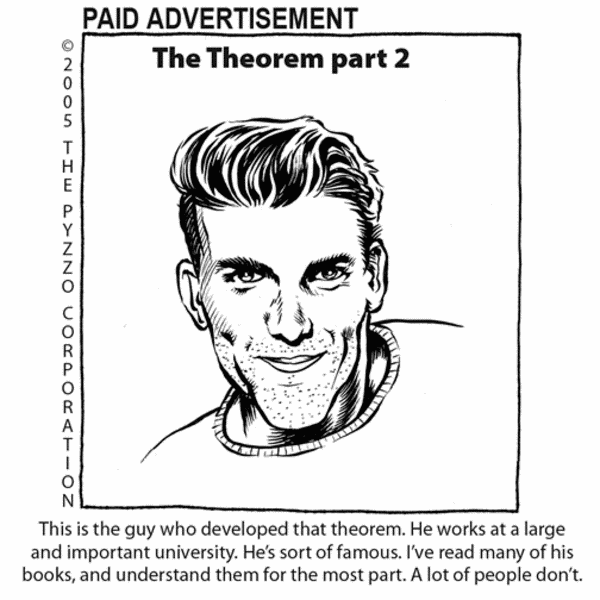 PAID ADVERTISEMENT
© 2005 THE PYZZO CORPORATION
The Theorem part 2
This is the guy who developed that theorem. He works at a large
and important university. He's sort of famous. I've read many of his
books, and understand them for the most part. A lot of people don't.